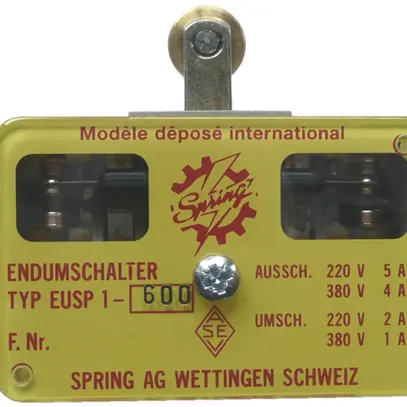 Modèle déposé international
Spring
ENDUMSCHALTER
TYP EUSP 1- 600
F. Nr.
AUSSCH. 220 V 5 A
380 V 4 A
UMSCH. 220 V 2 A
380 V 1 A
SEV
SPRING AG WETTINGEN SCHWEIZ